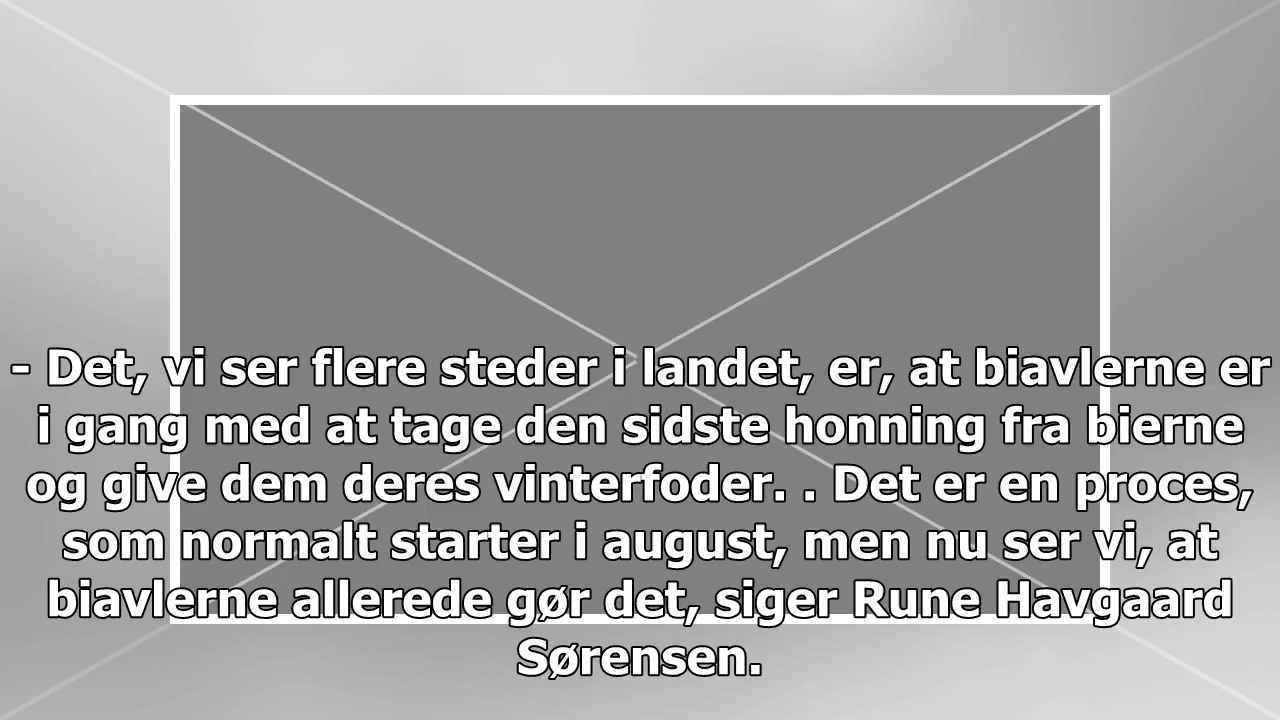 - Det, vi ser flere steder i landet, er, at biavlerne er
i gang med at tage den sidste honning fra bierne
og give dem deres vinterfoder. . Det er en proces,
som normalt starter i august, men nu ser vi, at
biavlerne allerede gør det, siger Rune Havgaard
Sørensen.